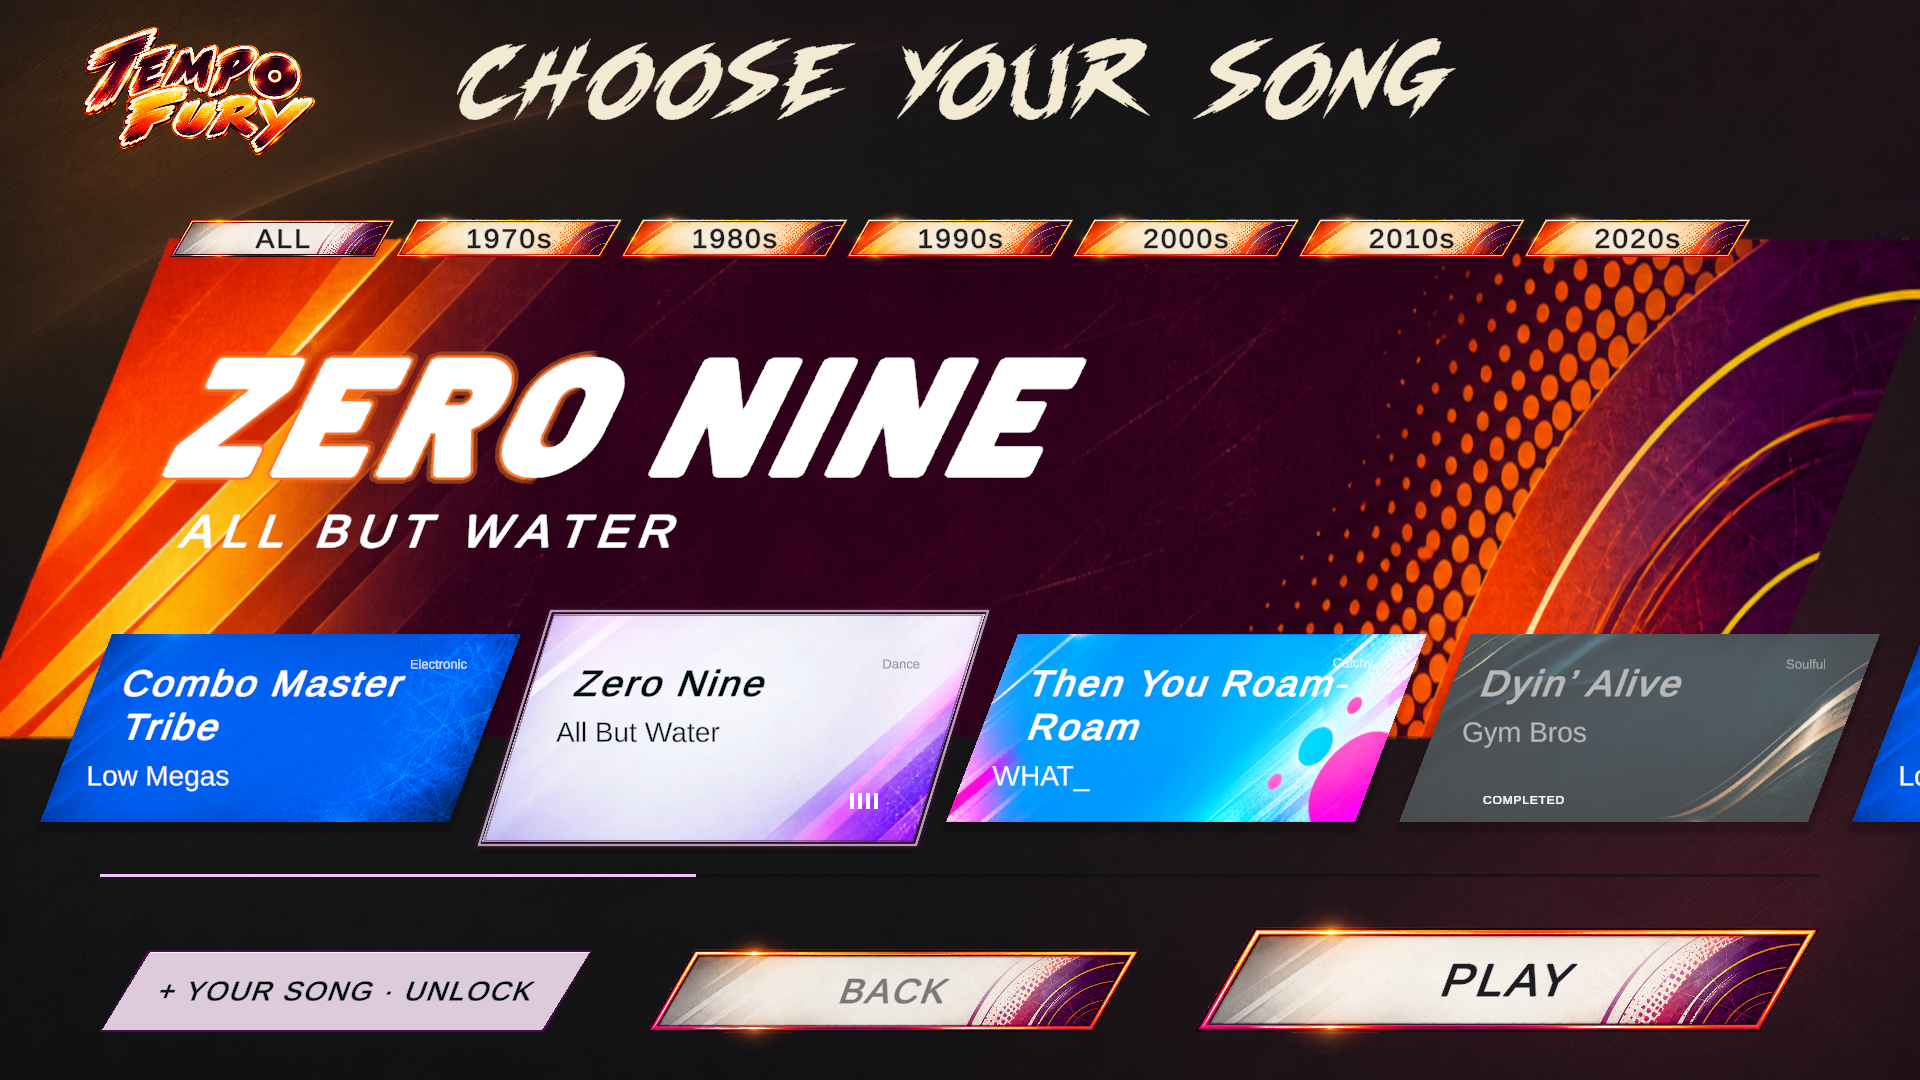 TEMPO
FURY
CHOOSE YOUR SONG
ALL
1970s
1980s
1990s
2000s
2010s
2020s
ZERO NINE
ALL BUT WATER
Combo Master
Tribe
Electronic
Low Megas
Zero Nine
Dance
All But Water
Then You Roam-
Roam
Catchy
WHAT_
Dyin' Alive
Soulful
Gym Bros
COMPLETED
Lo
+ YOUR SONG · UNLOCK
BACK
PLAY